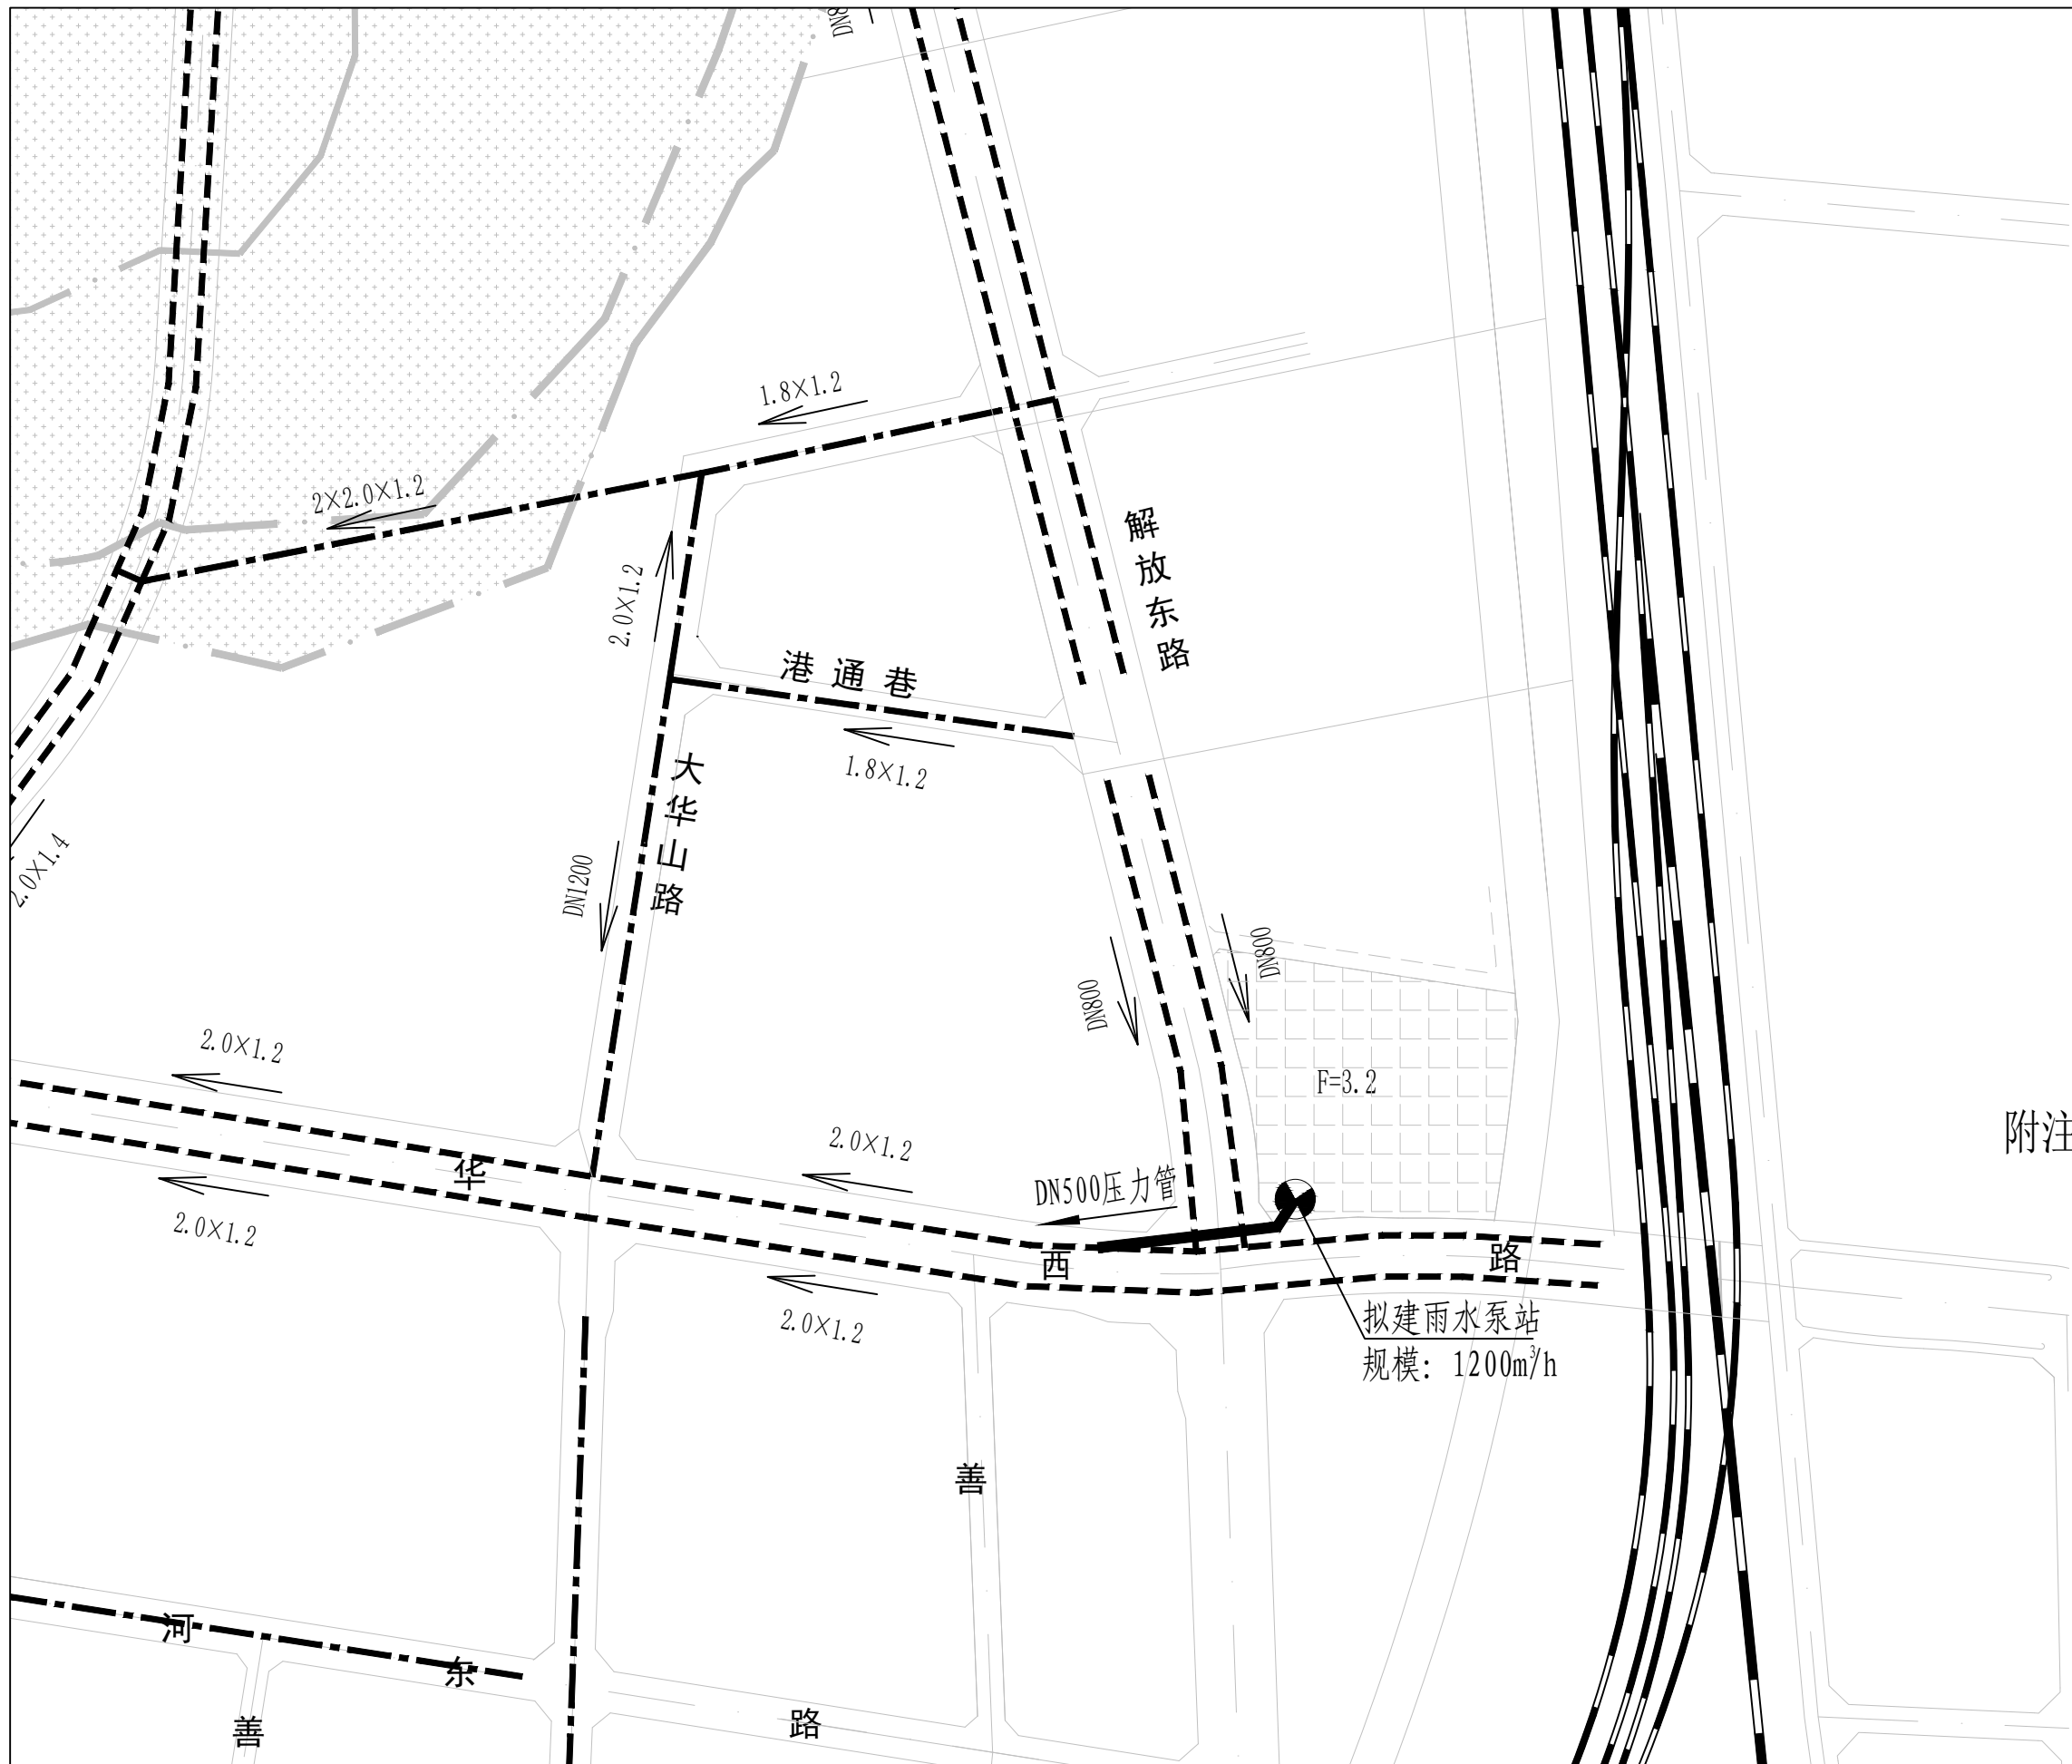 DN8
1.8×1.2
2×2.0×1.2
解放东路
2.0×1.2
港通巷
1.8×1.2
大华山路
2.0×1.4
DN1200
DN800
DN800
2.0×1.2
F=3.2
附注
2.0×1.2
华
DN500压力管
2.0×1.2
西
路
2.0×1.2
拟建雨水泵站
规模：1200m³/h
善
河
东
善
路